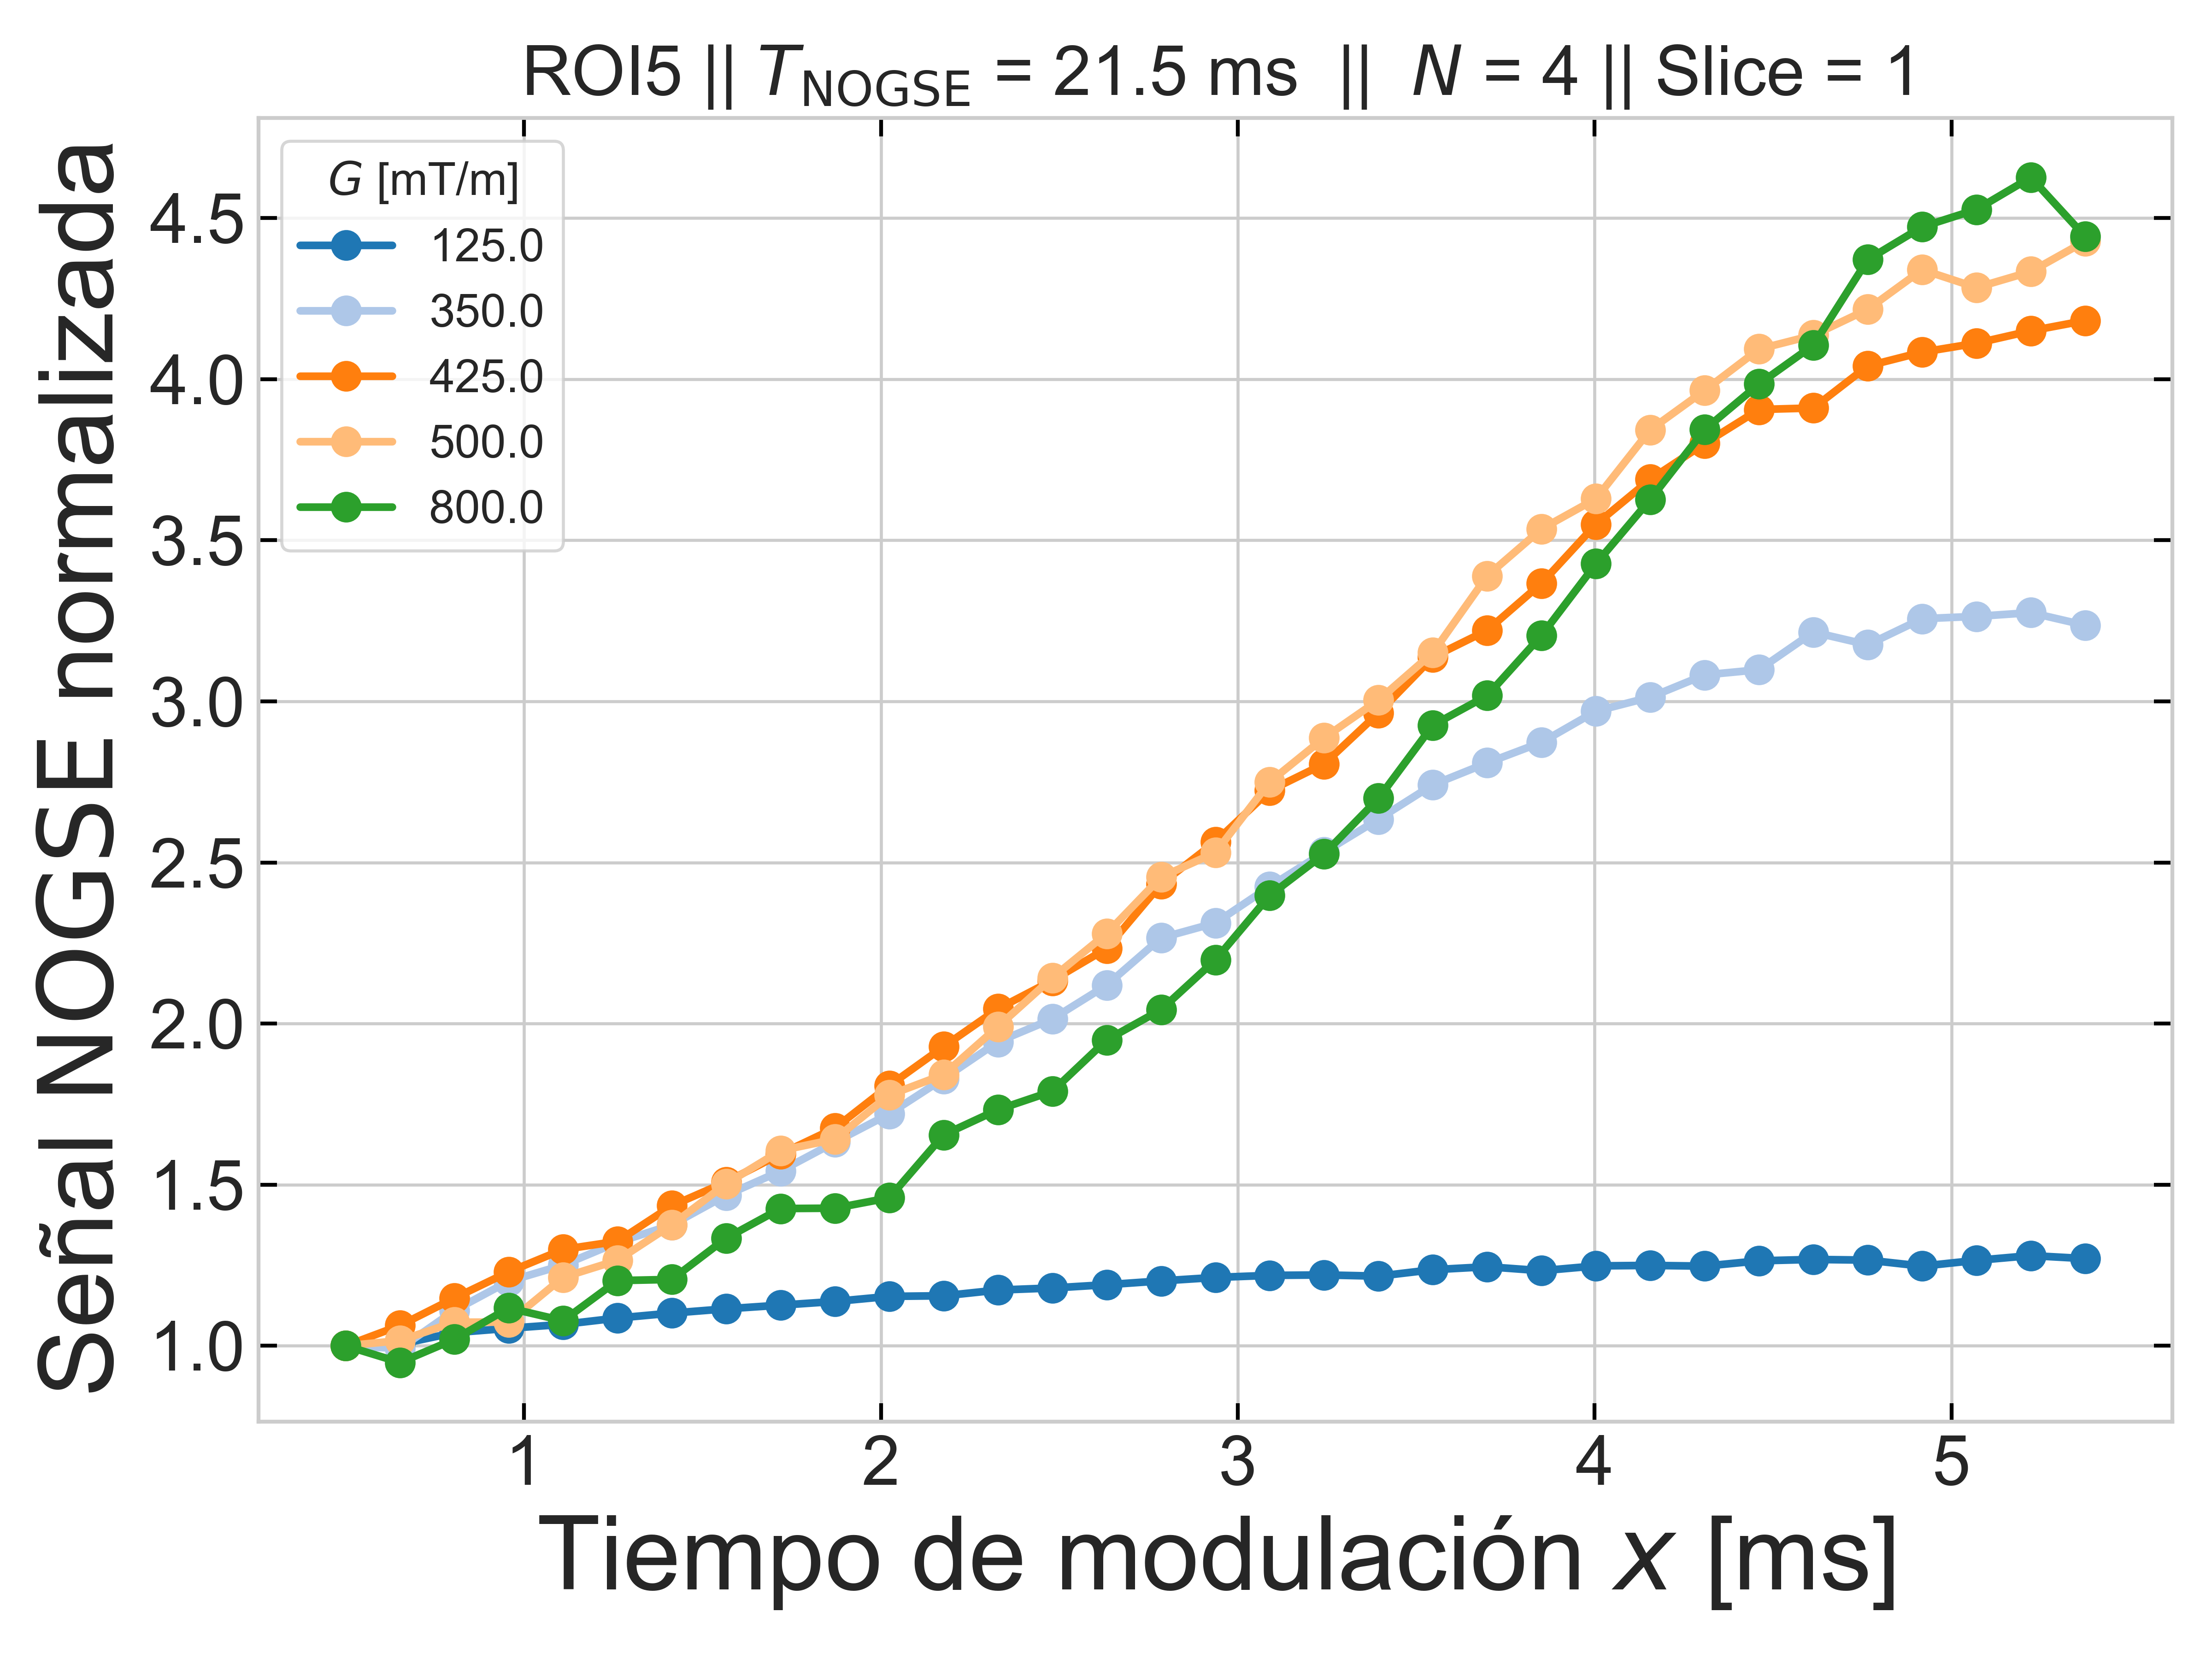 ROI5 || T_NOGSE = 21.5 ms || N = 4 || Slice = 1
Señal NOGSE normalizada
4.5
4.0
3.5
3.0
2.5
2.0
1.5
1.0
G [mT/m]
125.0
350.0
425.0
500.0
800.0
1 2 3 4 5
Tiempo de modulación x [ms]